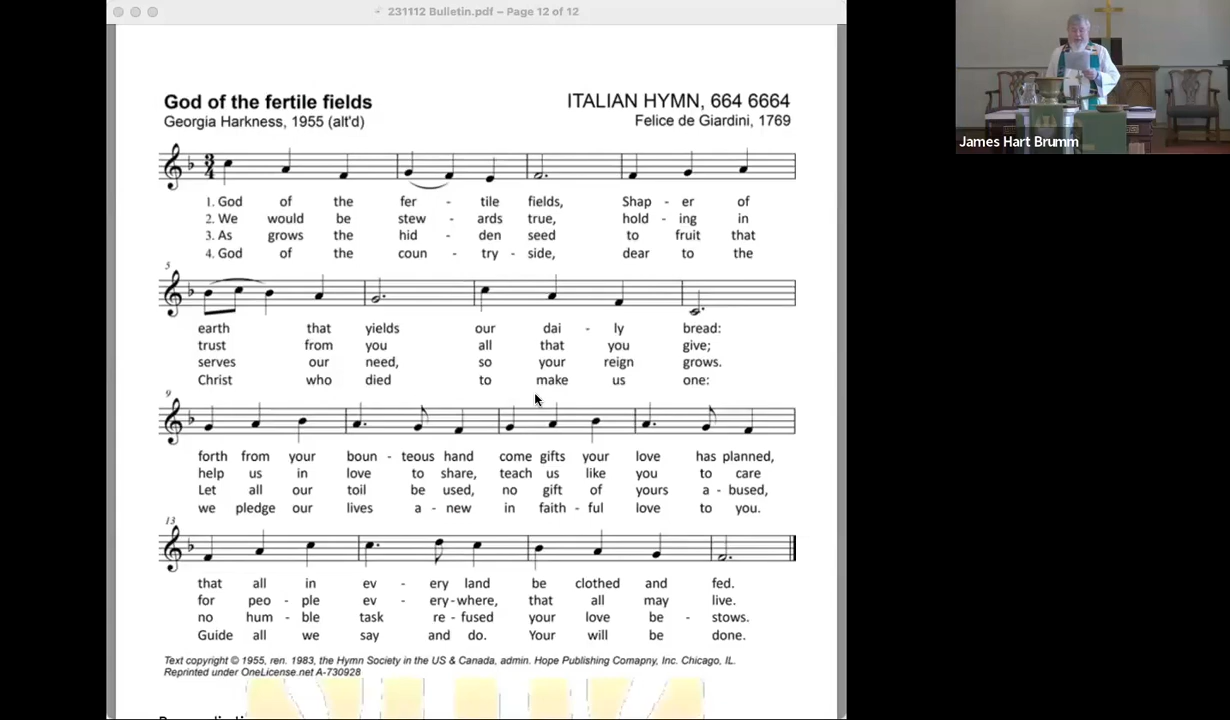 231112 Bulletin.pdf – Page 12 of 12
James Hart Brumm
God of the fertile fields
ITALIAN HYMN, 664 6664
Georgia Harkness, 1955 (alt'd)
Felice de Giardini, 1769
3
4
1. God of the fer - tile fields, Shap - er of
2. We would be stew - ards true, hold - ing in
3. As grows the hid - den seed to fruit that
4. God of the coun - try - side, dear to the
5
earth that yields our dai - ly bread:
trust from you all that you give;
serves our need, so your reign grows.
Christ who died to make us one:
9
forth from your boun - teous hand come gifts your love has planned,
help us in love to share, teach us like you to care
Let all our toil be used, no gift of yours a - bused,
we pledge our lives a - new in faith - ful love to you.
13
that all in ev - ery land be clothed and fed.
for peo - ple ev - ery-where, that all may live.
no hum - ble task re - fused your love be - stows.
Guide all we say and do. Your will be done.
Text copyright © 1955, ren. 1983, the Hymn Society in the US & Canada, admin. Hope Publishing Comapny, Inc. Chicago, IL.
Reprinted under OneLicense.net A-730928